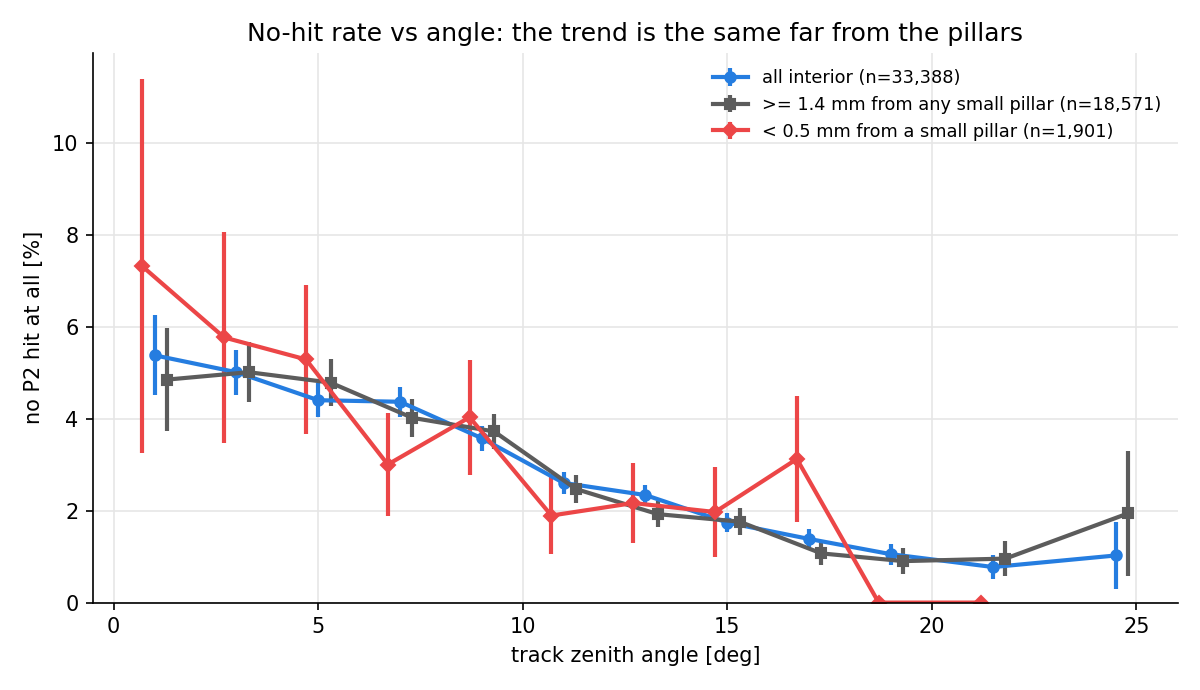 No-hit rate vs angle: the trend is the same far from the pillars
all interior (n=33,388)
>= 1.4 mm from any small pillar (n=18,571)
< 0.5 mm from a small pillar (n=1,901)
no P2 hit at all [%]
10
8
6
4
2
0
0 5 10 15 20 25
track zenith angle [deg]